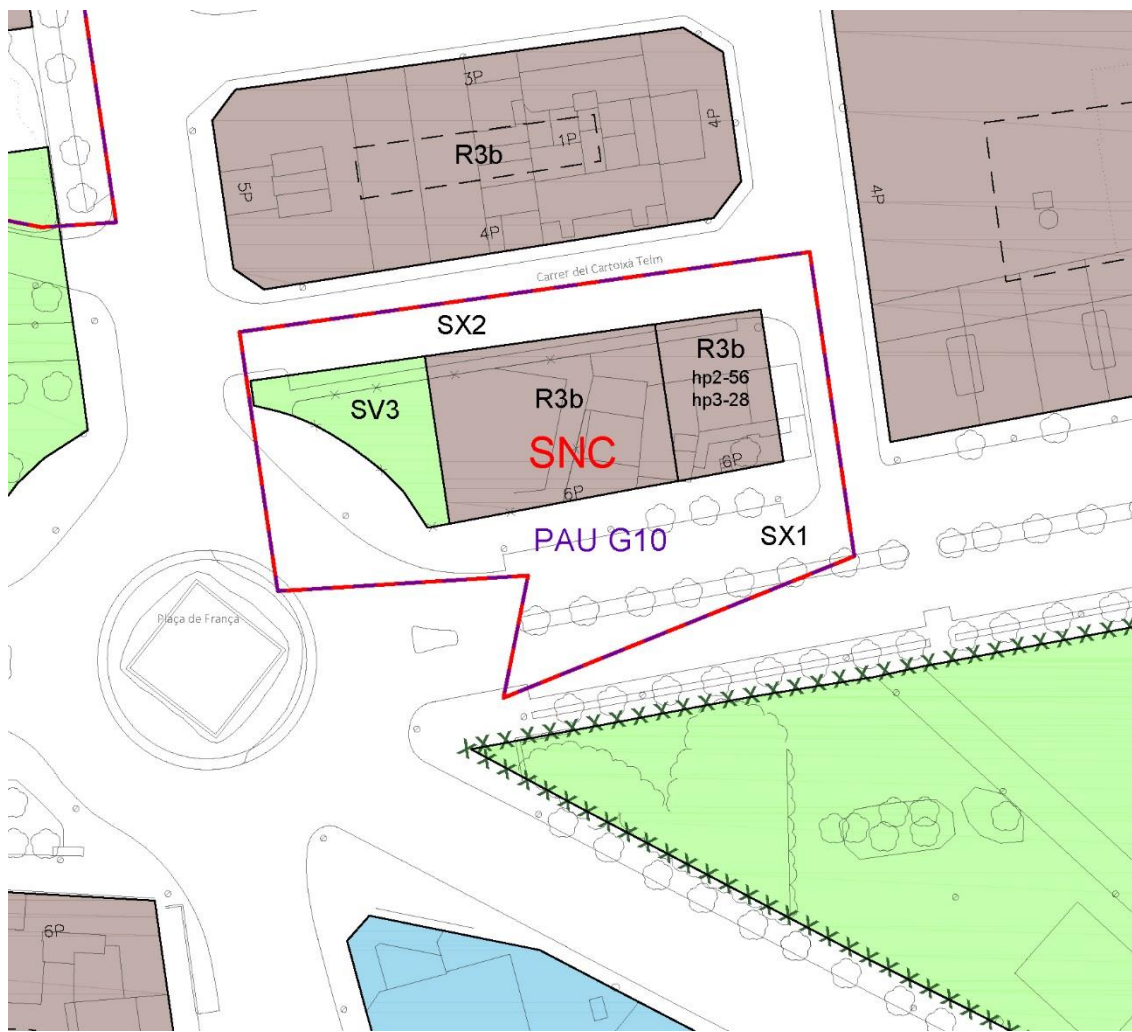 3P
4P
1P
R3b
5P
4P
4P
Carrer del Cartoixà Telm
SX2
R3b
hp2-56
hp3-28
SV3
R3b
SNC
6P
6P
PAU G10
SX1
Plaça de França
6P